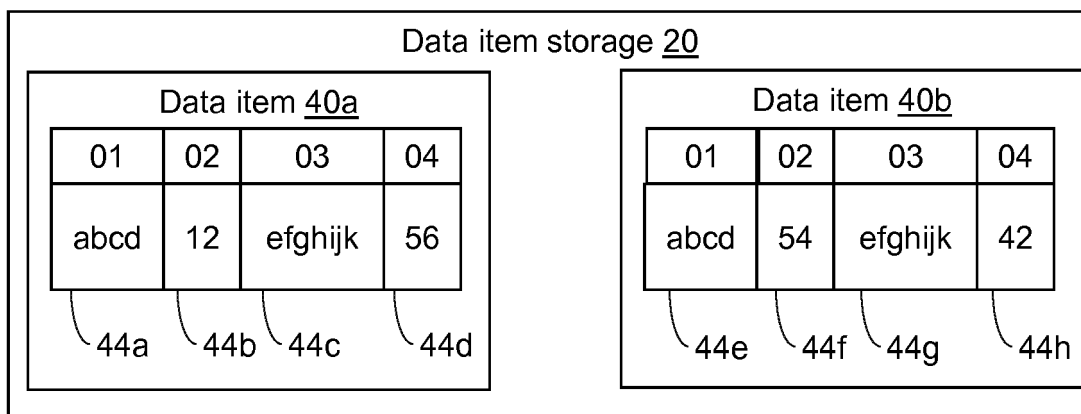 Data item storage 20
Data item 40a
01 02 03 04
abcd 12 efghijk 56
44a 44b 44c 44d
Data item 40b
01 02 03 04
abcd 54 efghijk 42
44e 44f 44g 44h